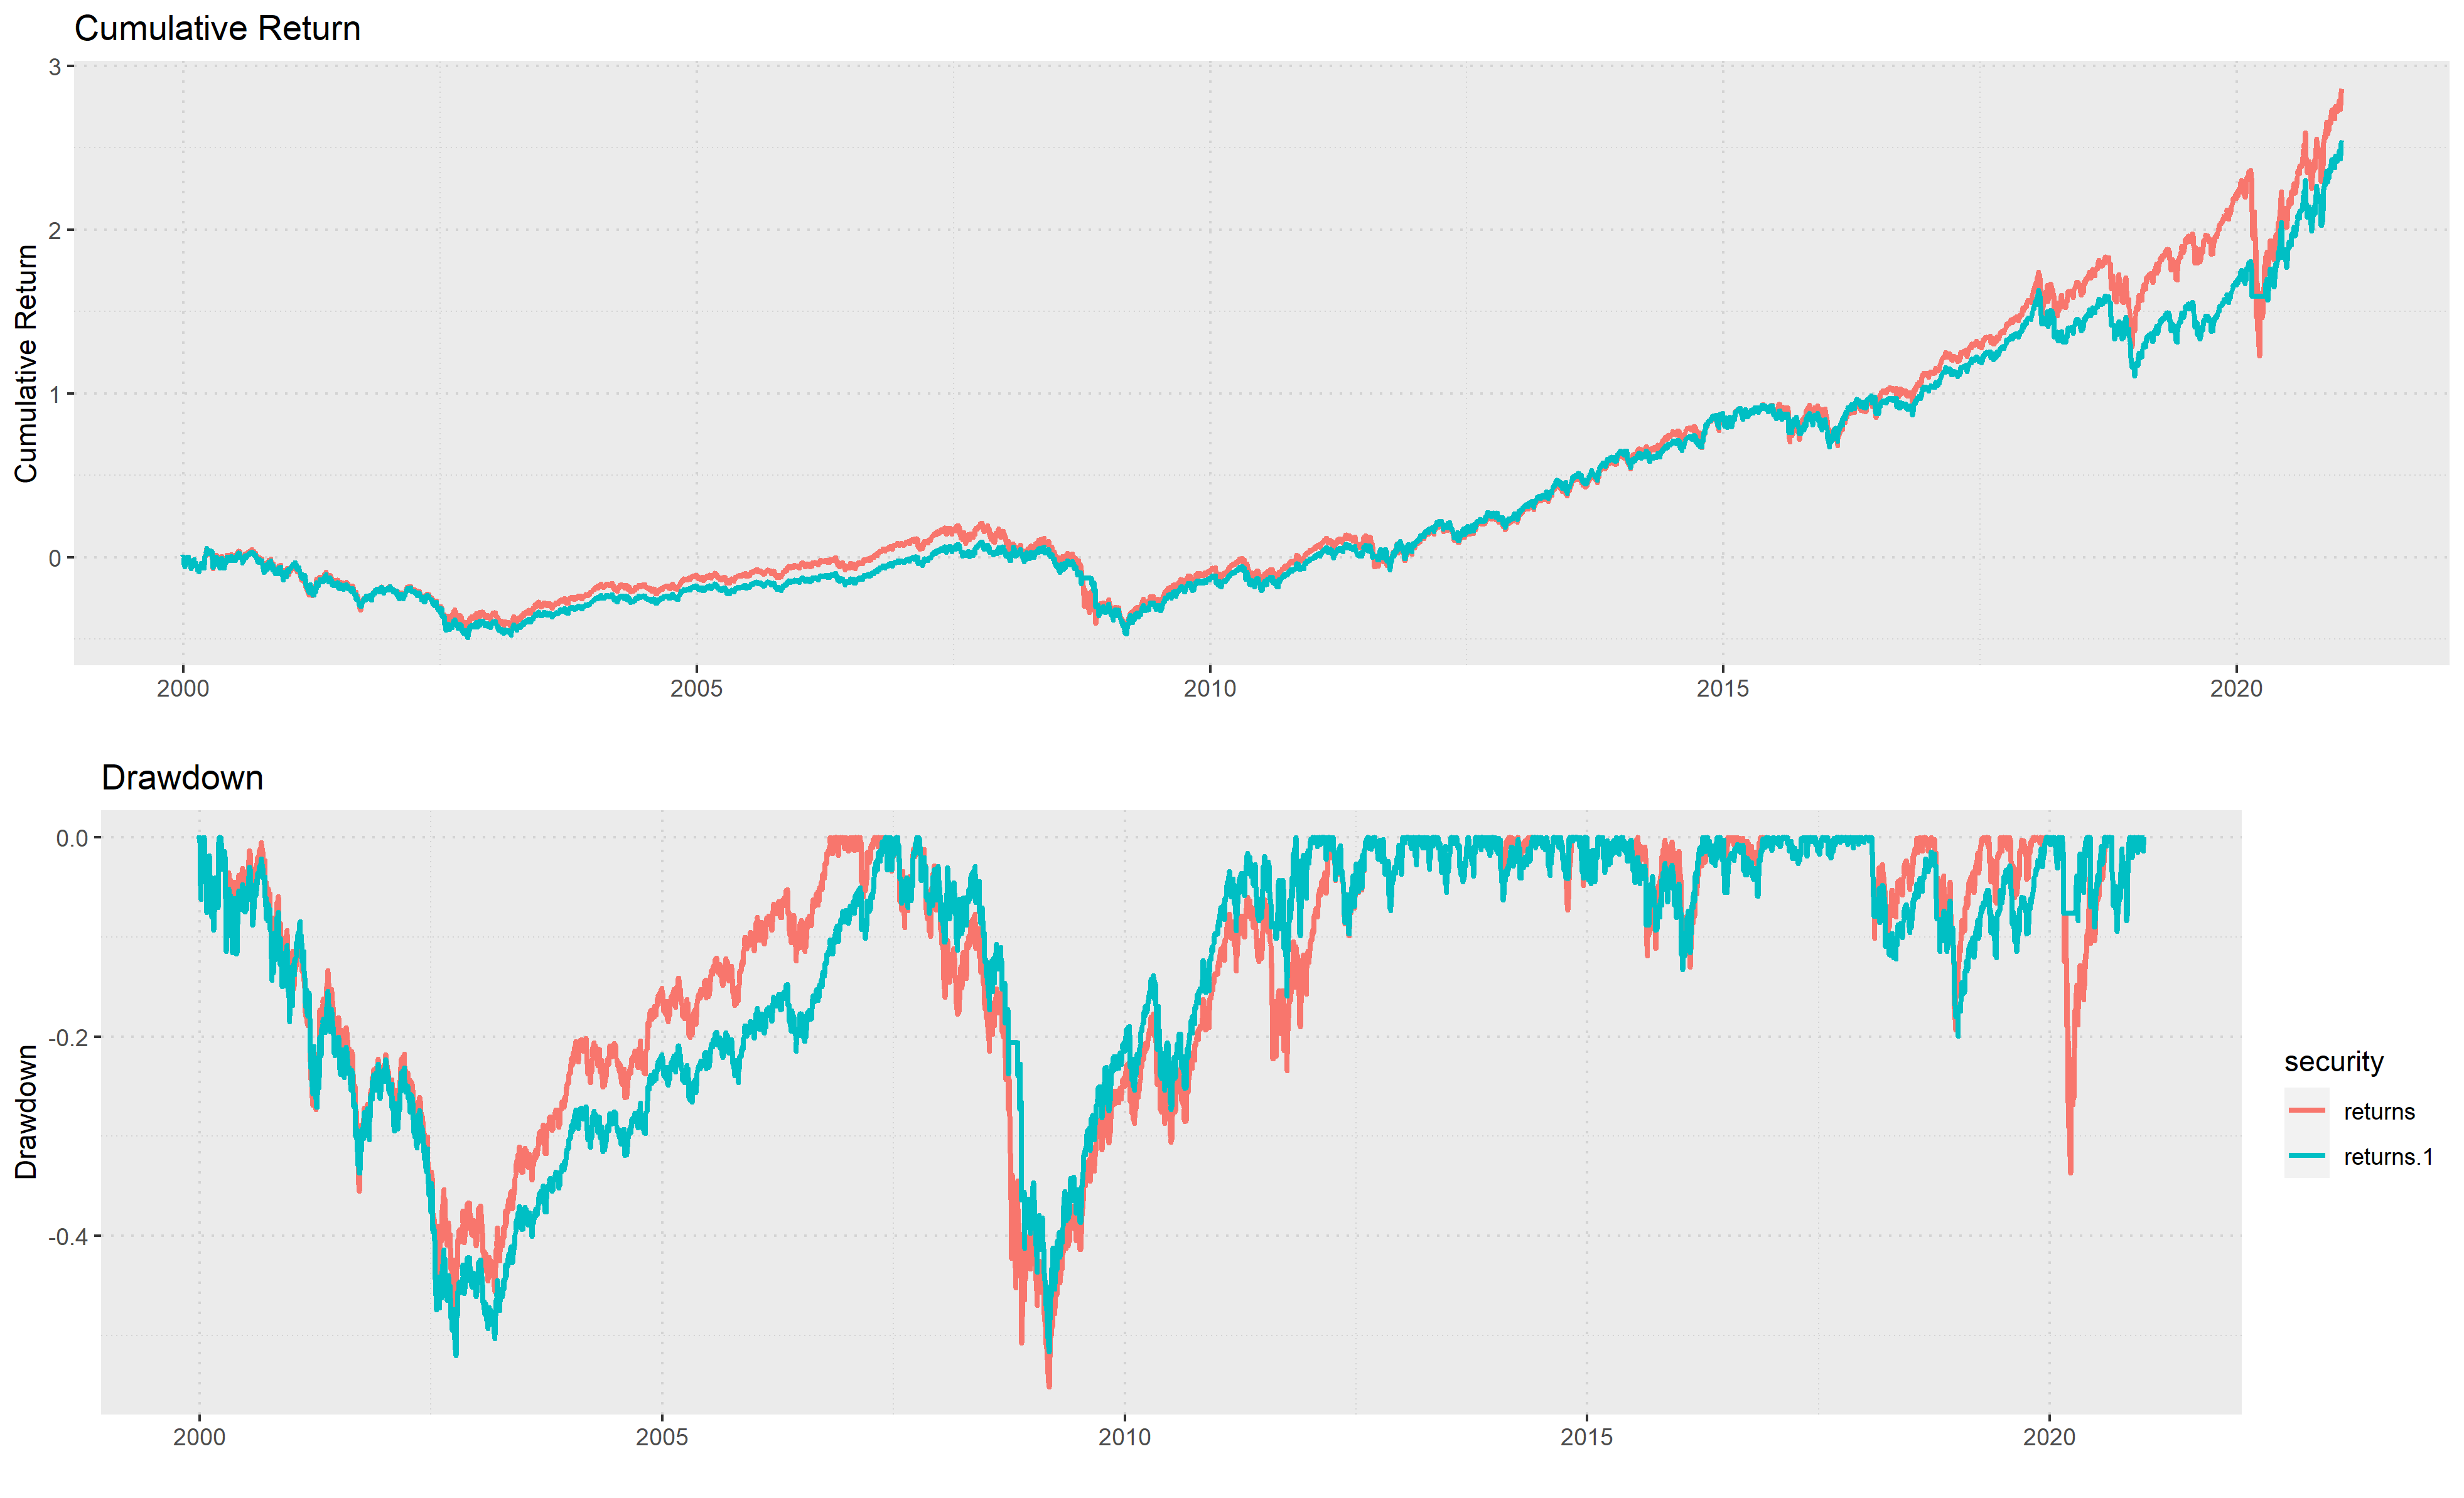 Cumulative Return
Cumulative Return
3
2
1
0
2000 2005 2010 2015 2020
Drawdown
Drawdown
0.0
-0.2
-0.4
2000 2005 2010 2015 2020
security
returns
returns.1